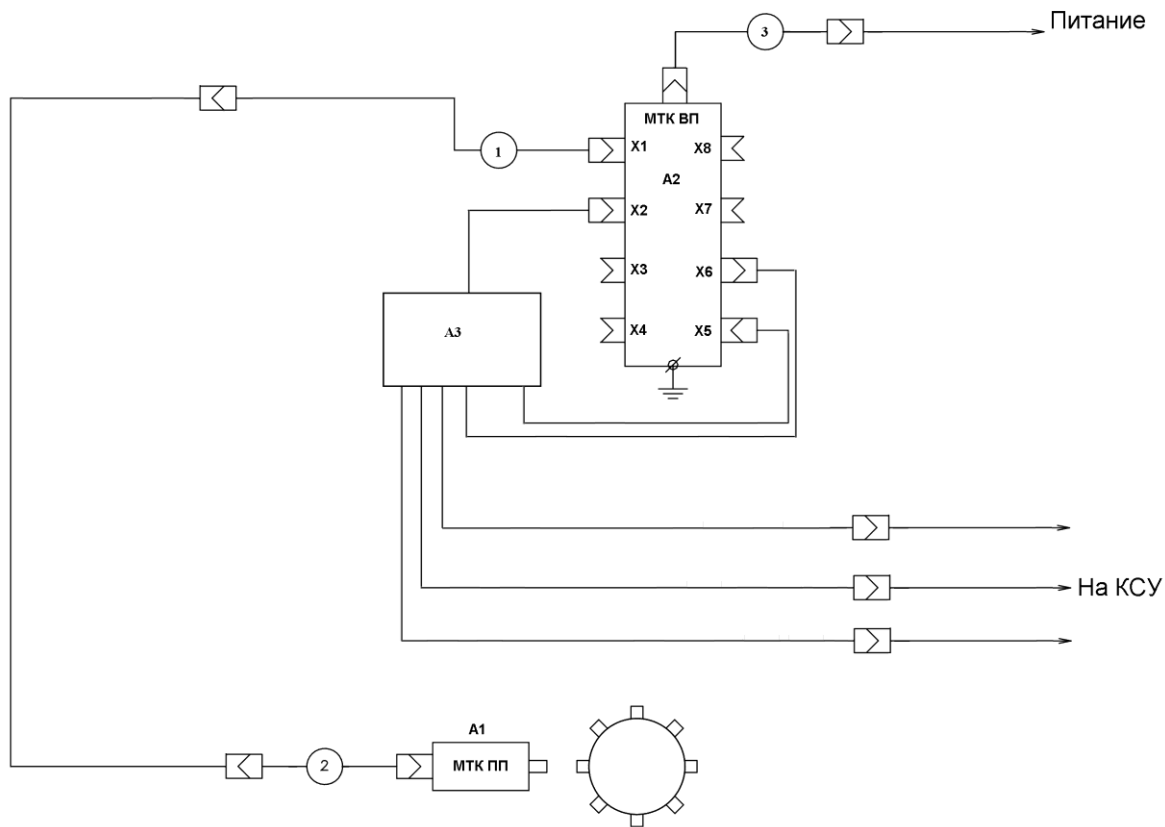 Питание
3
МТК ВП
1
X1
X8
A2
X2
X7
X3
X6
A3
X4
X5
На КСУ
A1
2
МТК ПП